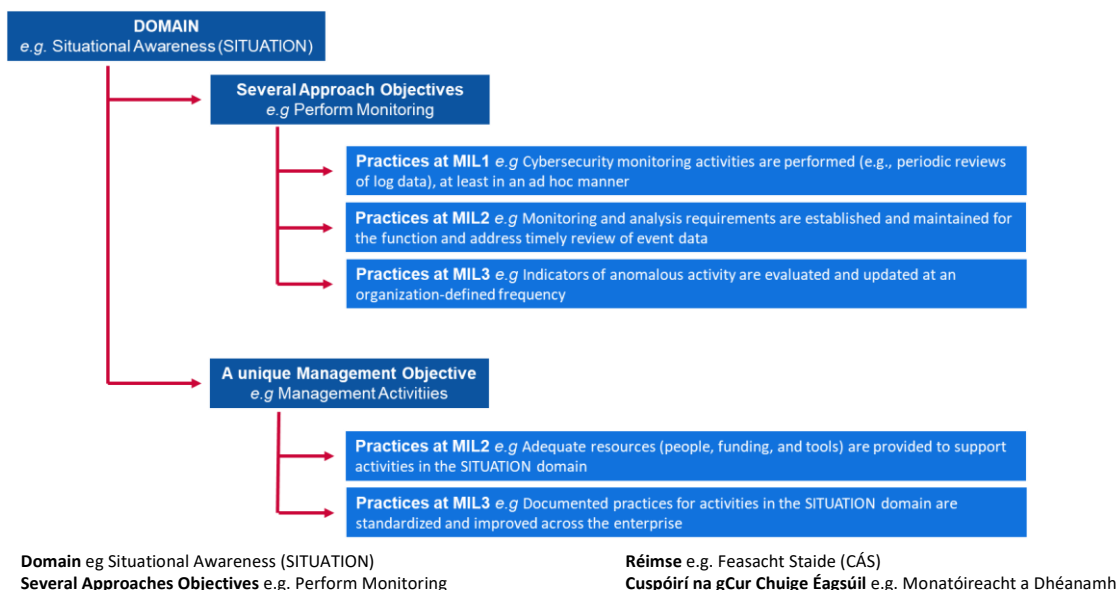 DOMAIN
e.g. Situational Awareness (SITUATION)
Several Approach Objectives
e.g Perform Monitoring
Practices at MIL1 e.g Cybersecurity monitoring activities are performed (e.g., periodic reviews
of log data), at least in an ad hoc manner
Practices at MIL2 e.g Monitoring and analysis requirements are established and maintained for
the function and address timely review of event data
Practices at MIL3 e.g Indicators of anomalous activity are evaluated and updated at an
organization-defined frequency
A unique Management Objective
e.g Management Activitiies
Practices at MIL2 e.g Adequate resources (people, funding, and tools) are provided to support
activities in the SITUATION domain
Practices at MIL3 e.g Documented practices for activities in the SITUATION domain are
standardized and improved across the enterprise
Domain eg Situational Awareness (SITUATION)
Several Approaches Objectives e.g. Perform Monitoring
Réimse e.g. Feasacht Staide (CÁS)
Cuspóirí na gCur Chuige Éagsúil e.g. Monatóireacht a Dhéanamh